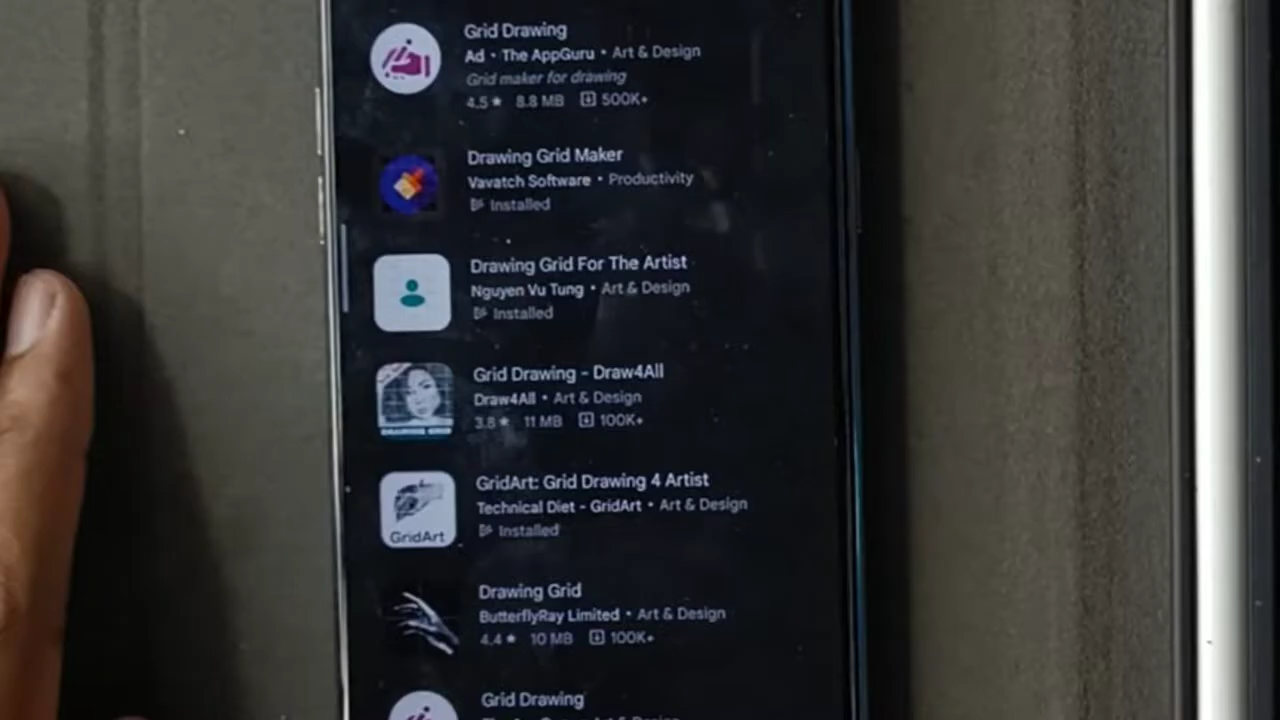 Grid Drawing
Ad • The AppGuru • Art & Design
Grid maker for drawing
4.5★ 8.8 MB 500K+
Drawing Grid Maker
Vavatch Software • Productivity
Installed
Drawing Grid For The Artist
Nguyen Vu Tung • Art & Design
Installed
Grid Drawing - Draw4All
Draw4All • Art & Design
3.8★ 11 MB 100K+
GridArt: Grid Drawing 4 Artist
Technical Diet - GridArt • Art & Design
Installed
GridArt
Drawing Grid
ButterflyRay Limited • Art & Design
4.4★ 10 MB 100K+
Grid Drawing